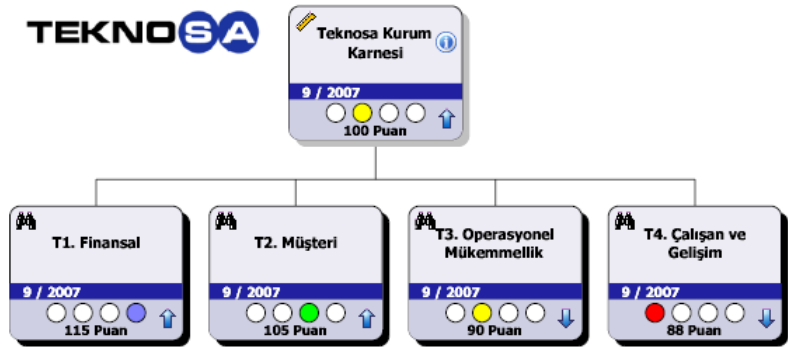 TEKNOSA
Teknosa Kurum
Karnesi
9 / 2007
100 Puan
T1. Finansal
9 / 2007
115 Puan
T2. Müşteri
9 / 2007
105 Puan
T3. Operasyonel
Mükemmellik
9 / 2007
90 Puan
T4. Çalışan ve
Gelişim
9 / 2007
88 Puan